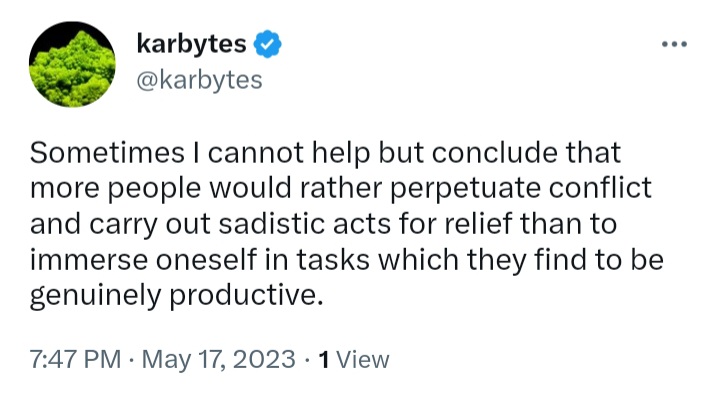 karbytes
@karbytes
Sometimes I cannot help but conclude that
more people would rather perpetuate conflict
and carry out sadistic acts for relief than to
immerse oneself in tasks which they find to be
genuinely productive.
7:47 PM · May 17, 2023 · 1 View